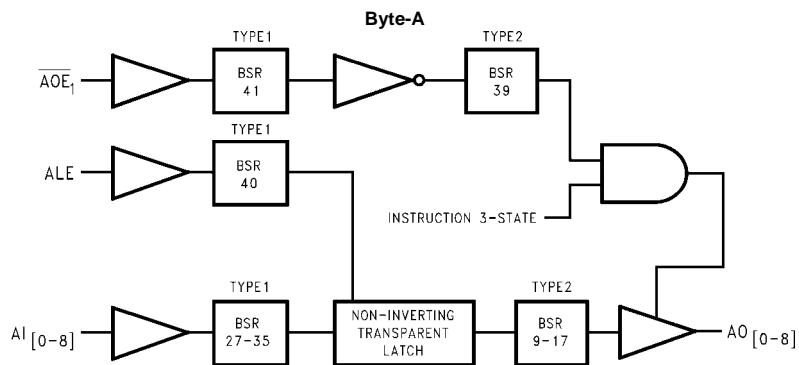 Byte-A
TYPE1
TYPE2
AOE1
BSR
41
BSR
39
TYPE1
ALE
BSR
40
INSTRUCTION 3-STATE
TYPE1
TYPE2
AI[0-8]
BSR
27-35
NON-INVERTING
TRANSPARENT
LATCH
BSR
9-17
AO[0-8]